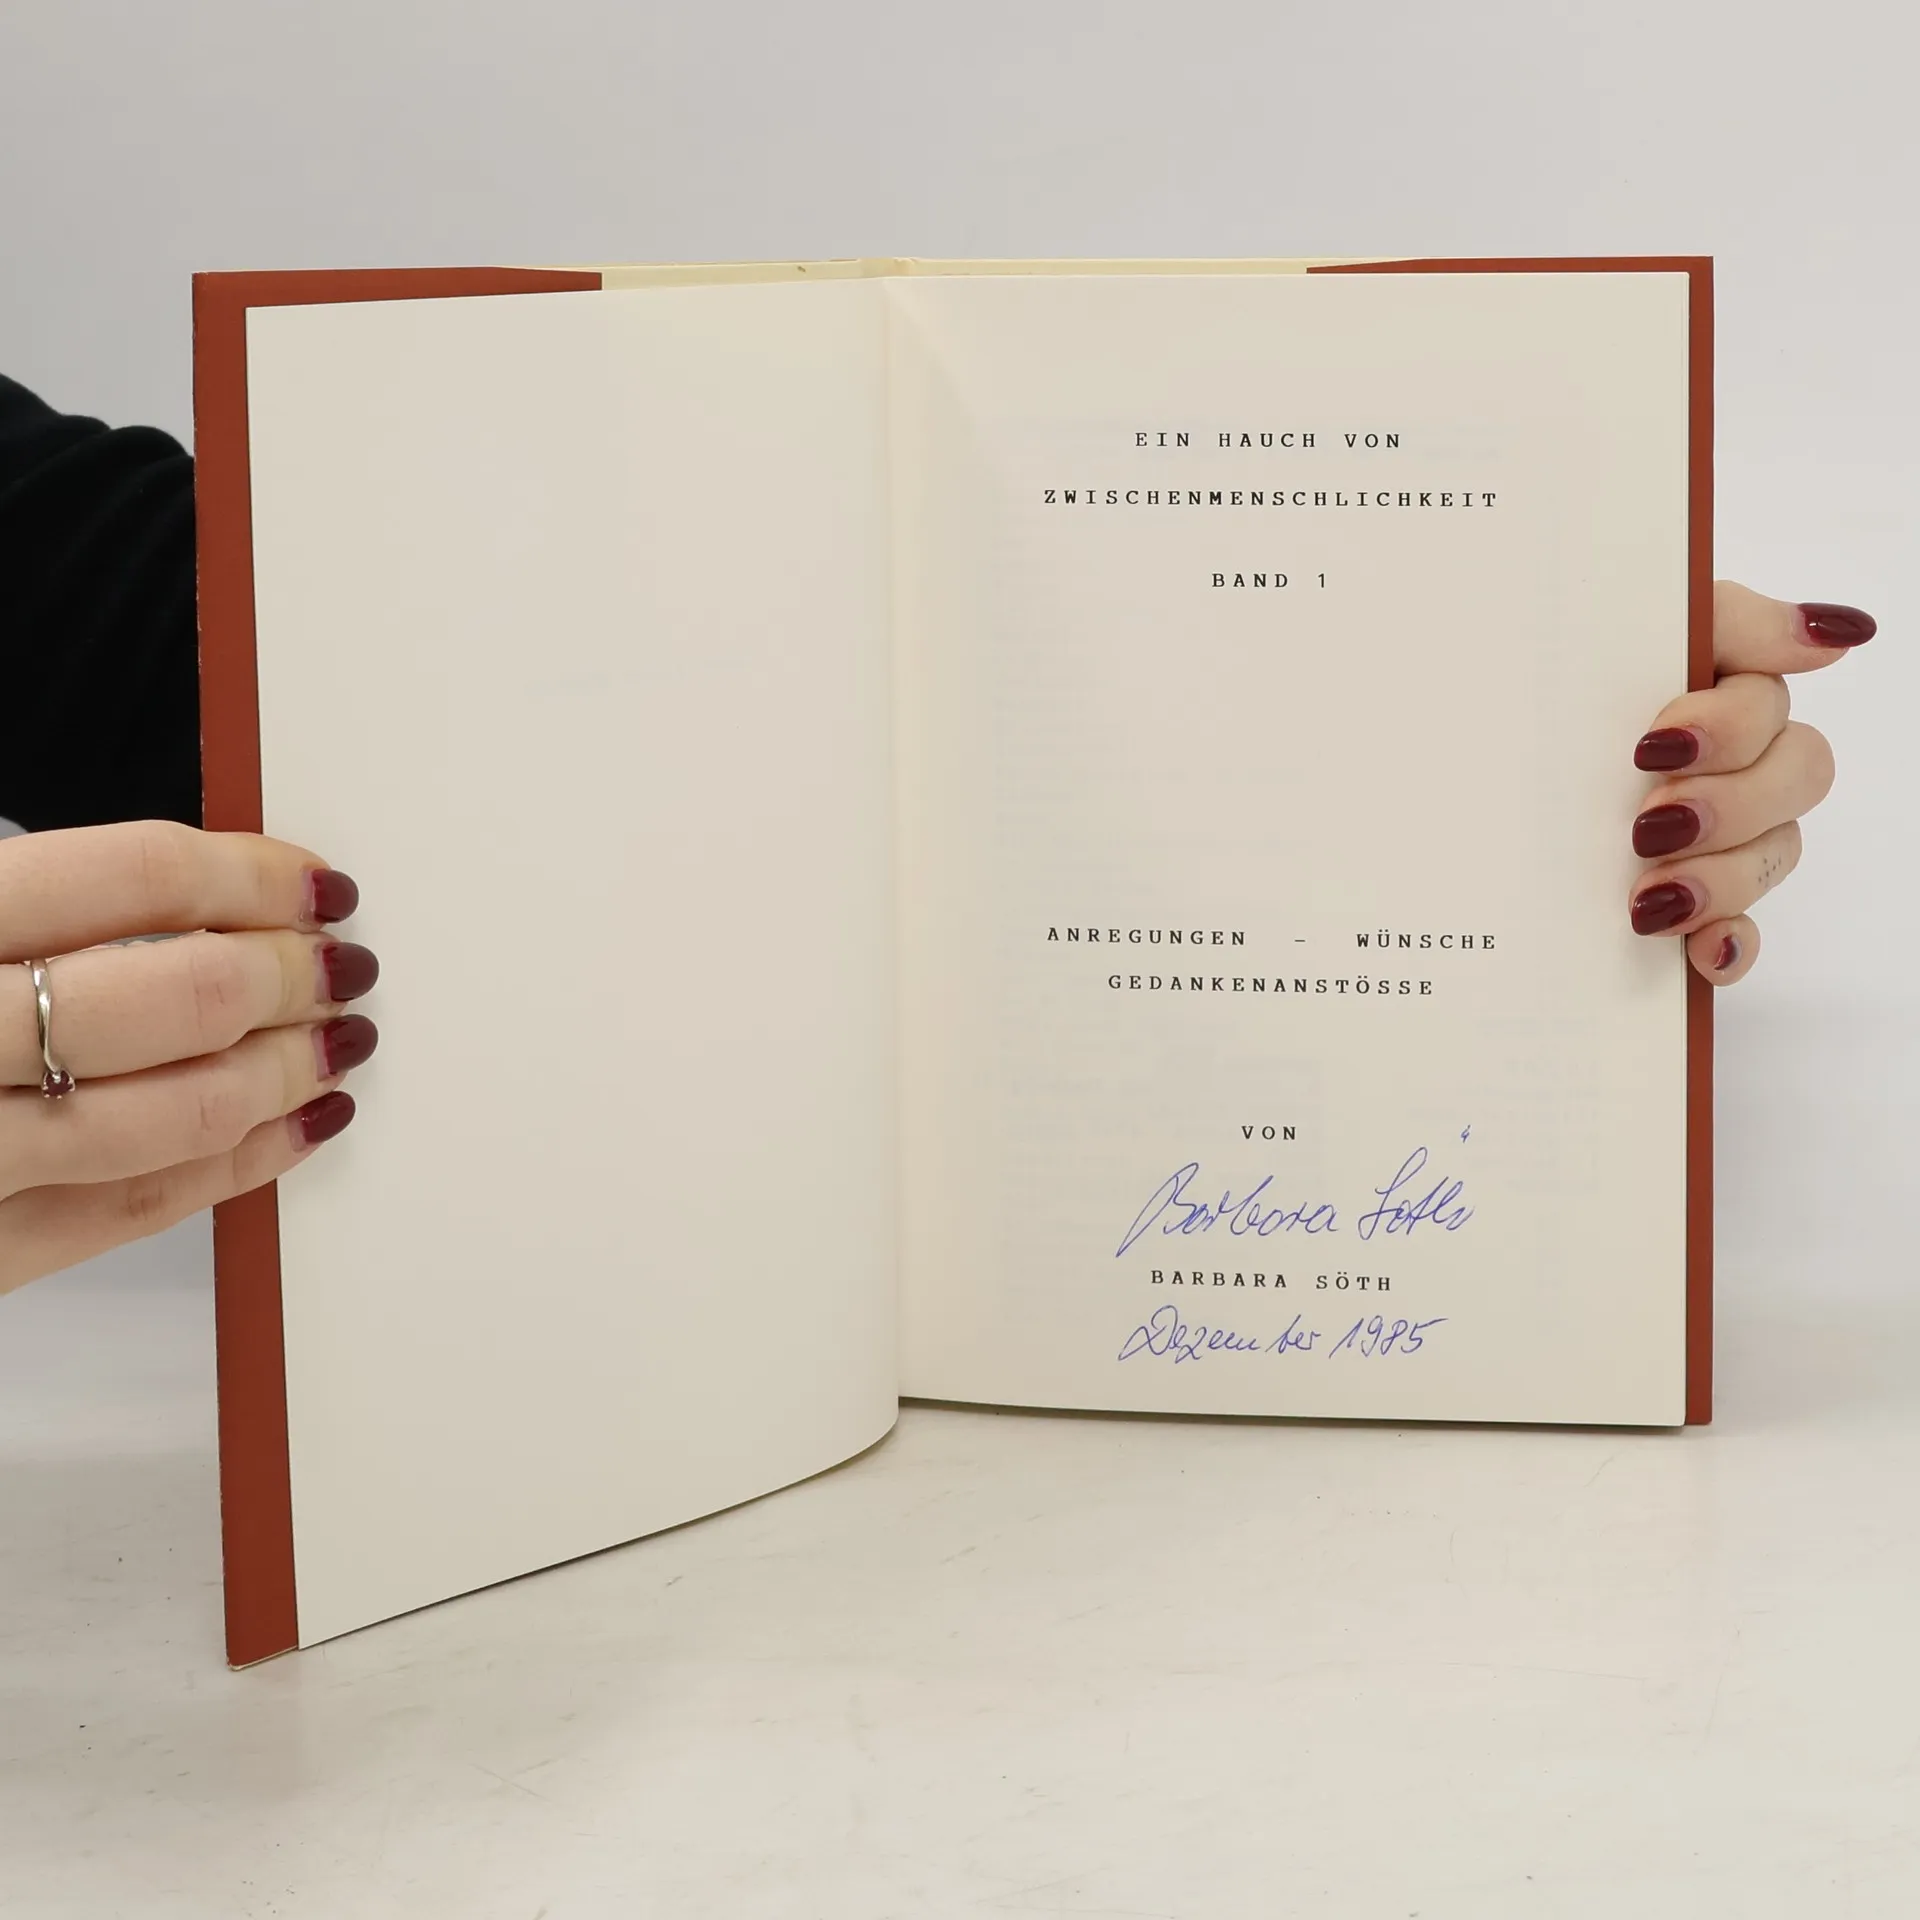 EIN HAUCH VON
ZWISCHENMENSCHLICHKEIT
BAND 1
ANREGUNGEN – WÜNSCHE
GEDANKENANSTÖSSE
VON
Barbara Söth
BARBARA SÖTH
Dezember 1985